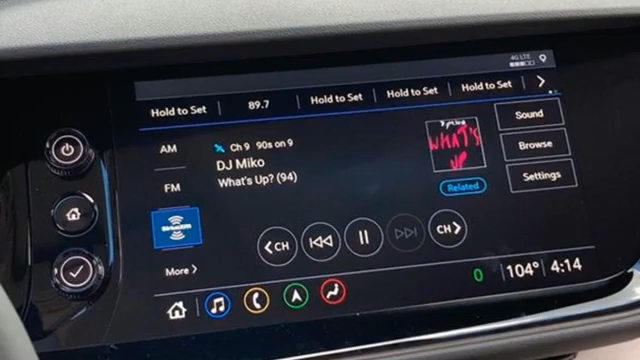 4G LTE
Hold to Set 89.7 Hold to Set Hold to Set Hold to Set
AM
FM
SiriusXM
More
Ch 9 90s on 9
DJ Miko
What's Up? (94)
WHAT'S
UP
Related
Sound
Browse
Settings
CH
CH
0 104° 4:14